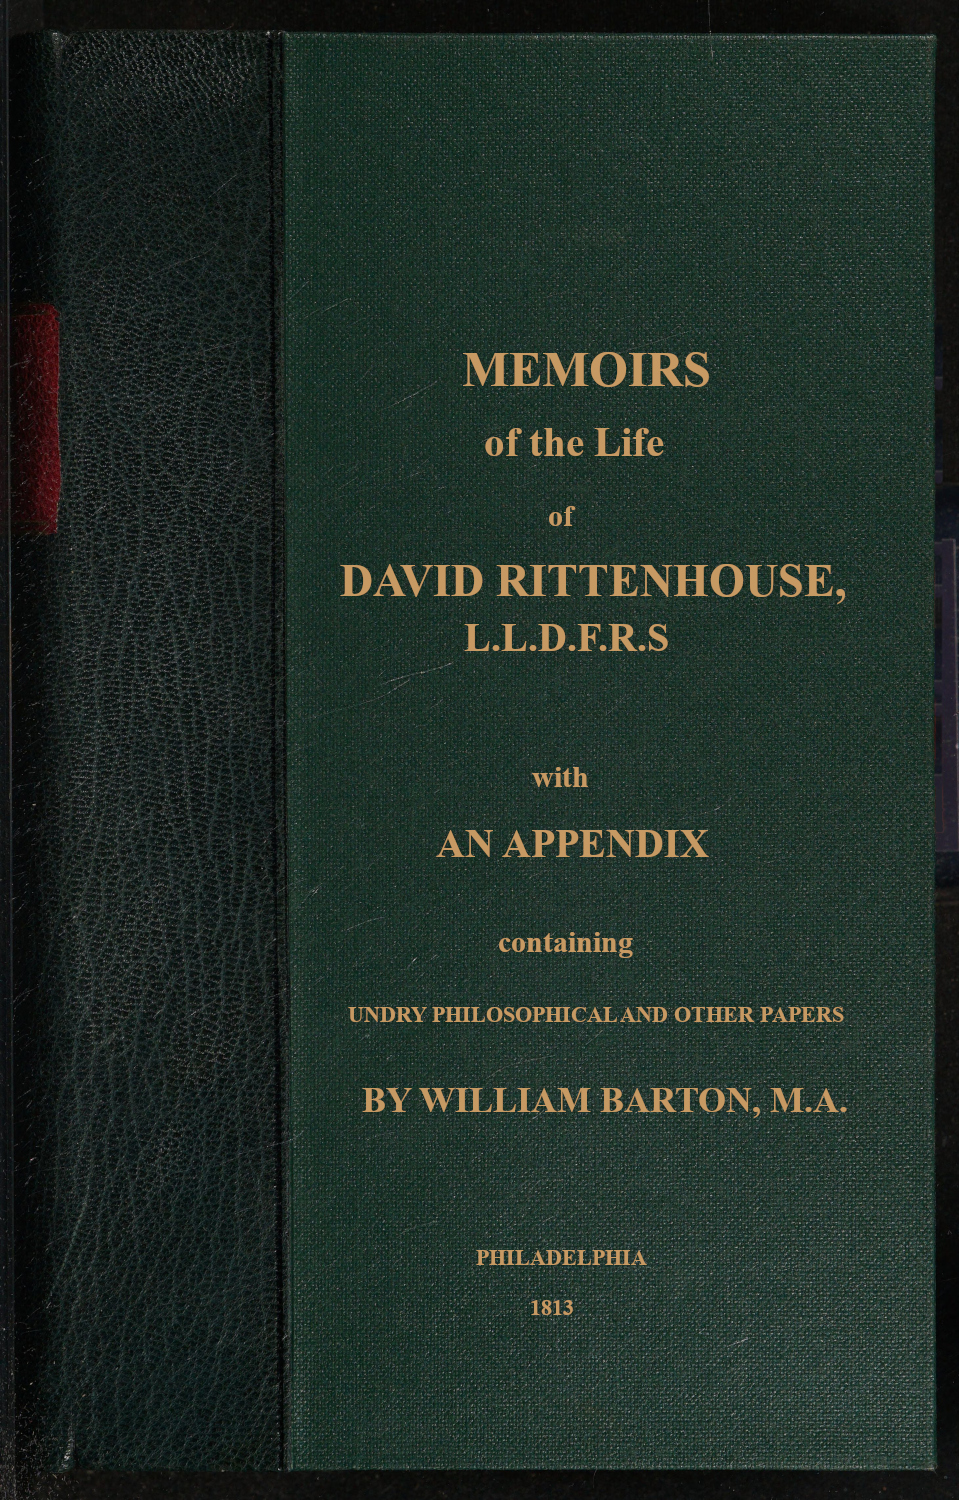 MEMOIRS
of the Life
of
DAVID RITTENHOUSE,
L.L.D.F.R.S
with
AN APPENDIX
containing
UNDRY PHILOSOPHICAL AND OTHER PAPERS
BY WILLIAM BARTON, M.A.
PHILADELPHIA
1813